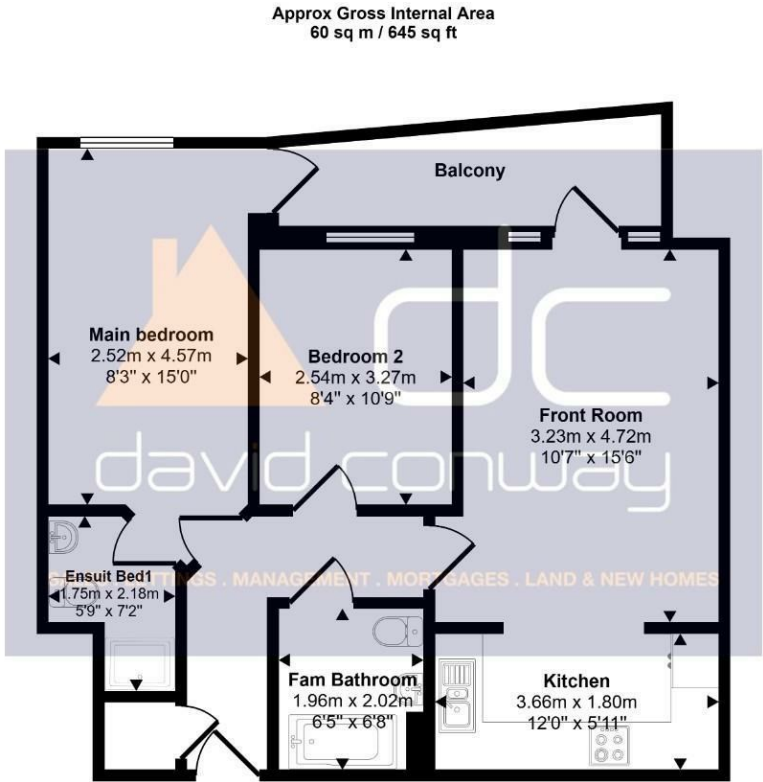 Approx Gross Internal Area
60 sq m / 645 sq ft
Balcony
Main bedroom
2.52m x 4.57m
8'3" x 15'0"
Bedroom 2
2.54m x 3.27m
8'4" x 10'9"
Front Room
3.23m x 4.72m
10'7" x 15'6"
dc
david conway
Ensuit Bed1
1.75m x 2.18m
5'9" x 7'2"
MANAGEMENT . MORTGAGES . LAND & NEW HOMES
Fam Bathroom
1.96m x 2.02m
6'5" x 6'8"
Kitchen
3.66m x 1.80m
12'0" x 5'11"